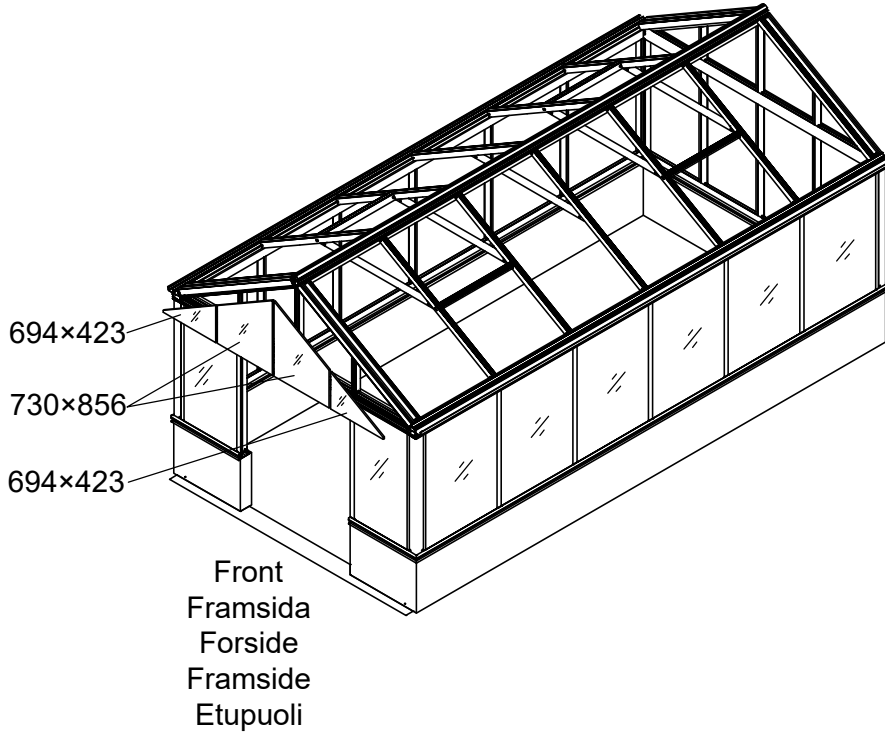 694×423
730×856
694×423
Front
Framsida
Forside
Framside
Etupuoli